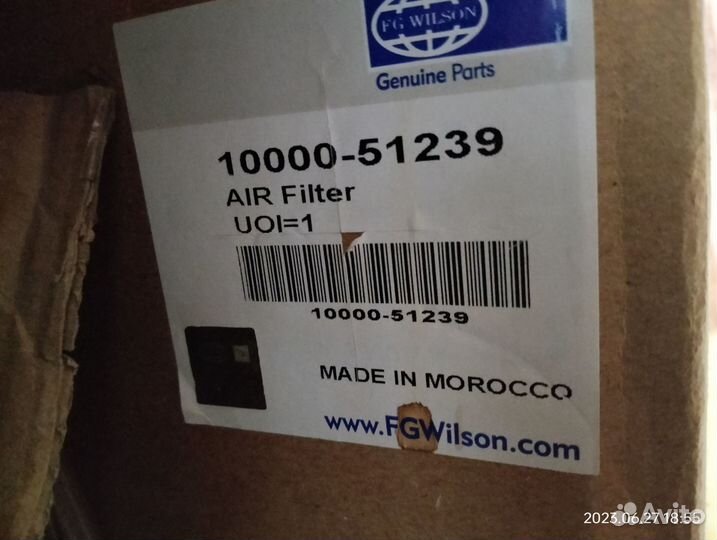 FG WILSON
Genuine Parts
10000-51239
AIR Filter
UOI=1
10000-51239
MADE IN MOROCCO
www.FGWilson.com
Avito
2023.06.27 18:55